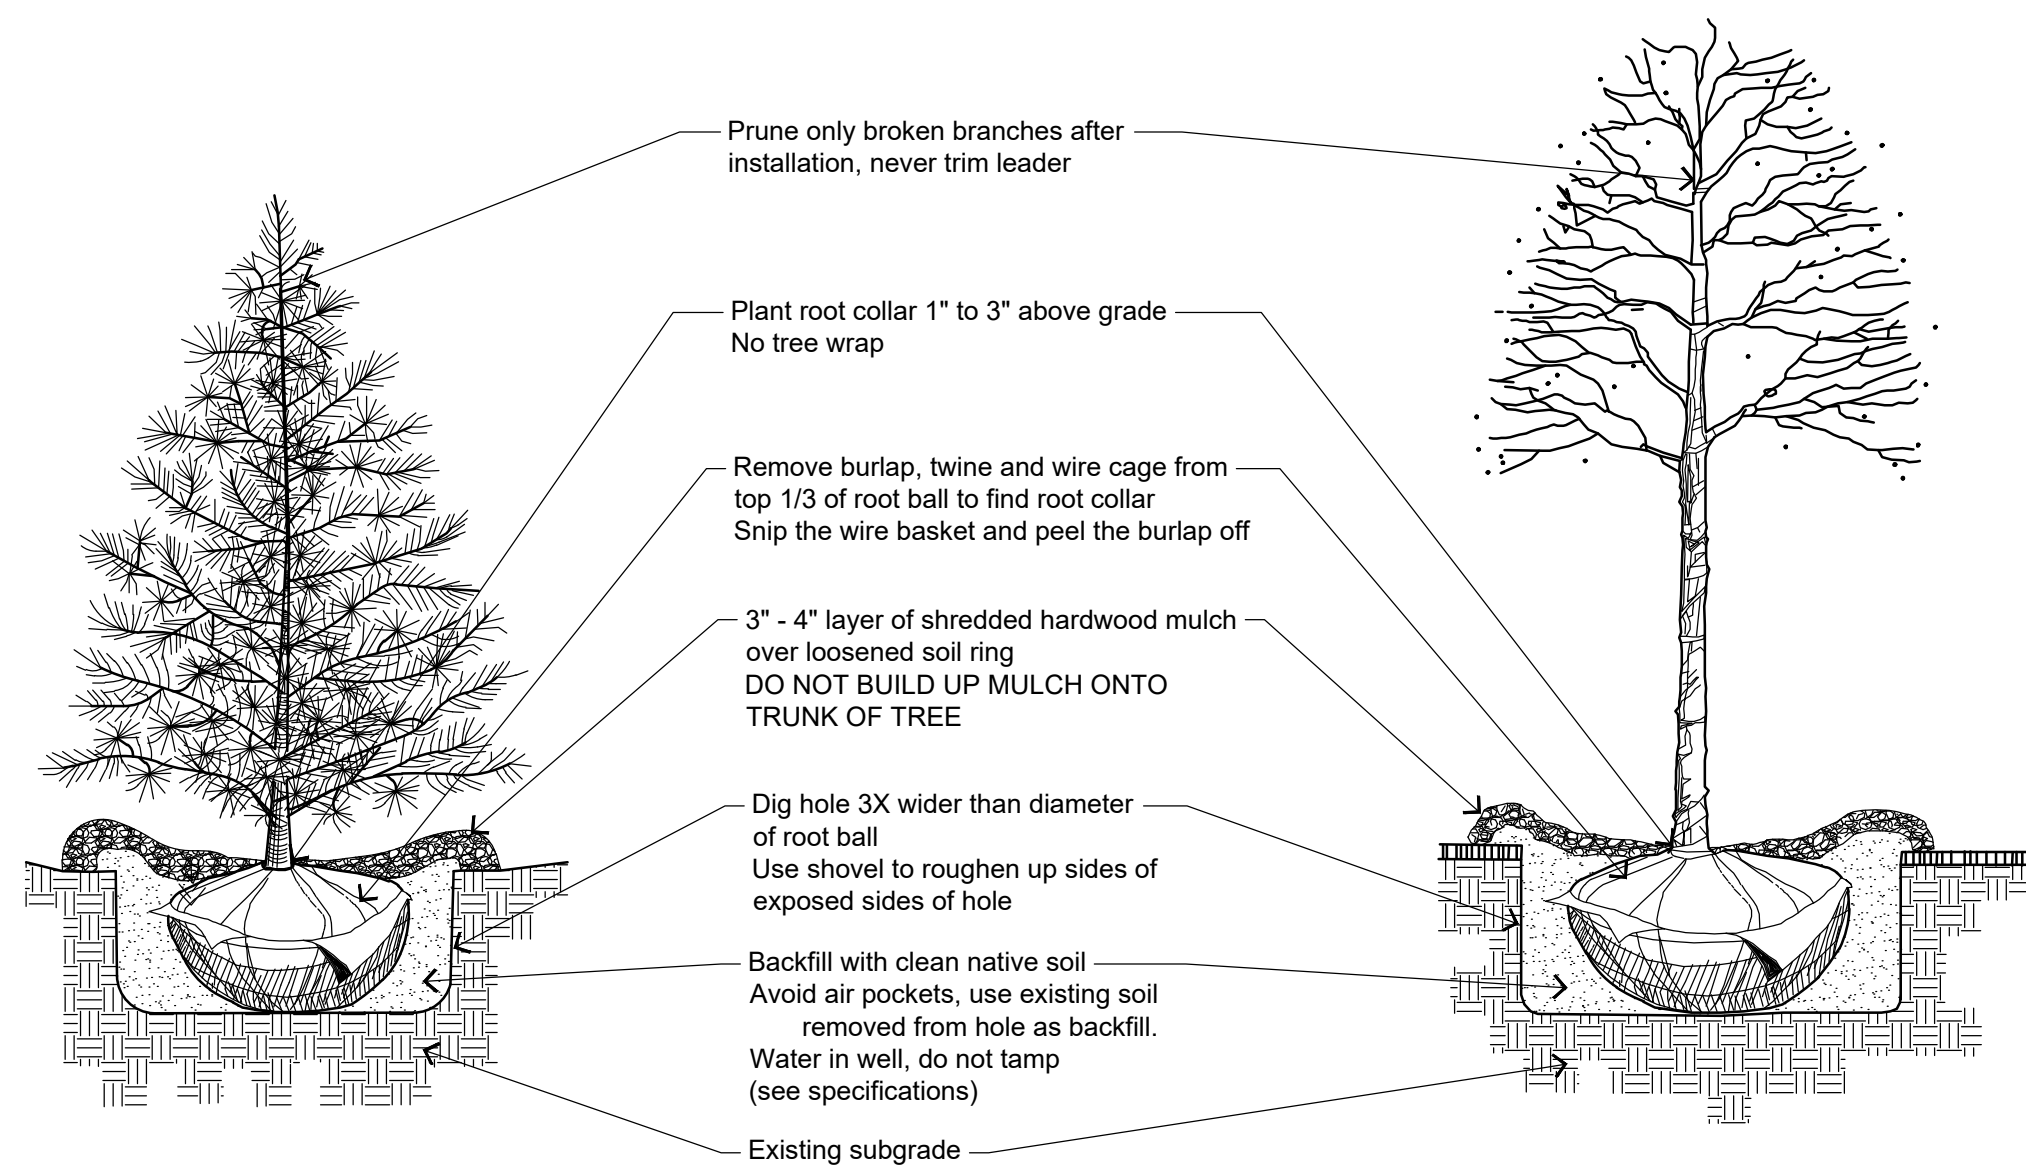 Prune only broken branches after
installation, never trim leader
Plant root collar 1" to 3" above grade
No tree wrap
Remove burlap, twine and wire cage from
top 1/3 of root ball to find root collar
Snip the wire basket and peel the burlap off
3" - 4" layer of shredded hardwood mulch
over loosened soil ring
DO NOT BUILD UP MULCH ONTO
TRUNK OF TREE
Dig hole 3X wider than diameter
of root ball
Use shovel to roughen up sides of
exposed sides of hole
Backfill with clean native soil
Avoid air pockets, use existing soil
removed from hole as backfill.
Water in well, do not tamp
(see specifications)
Existing subgrade